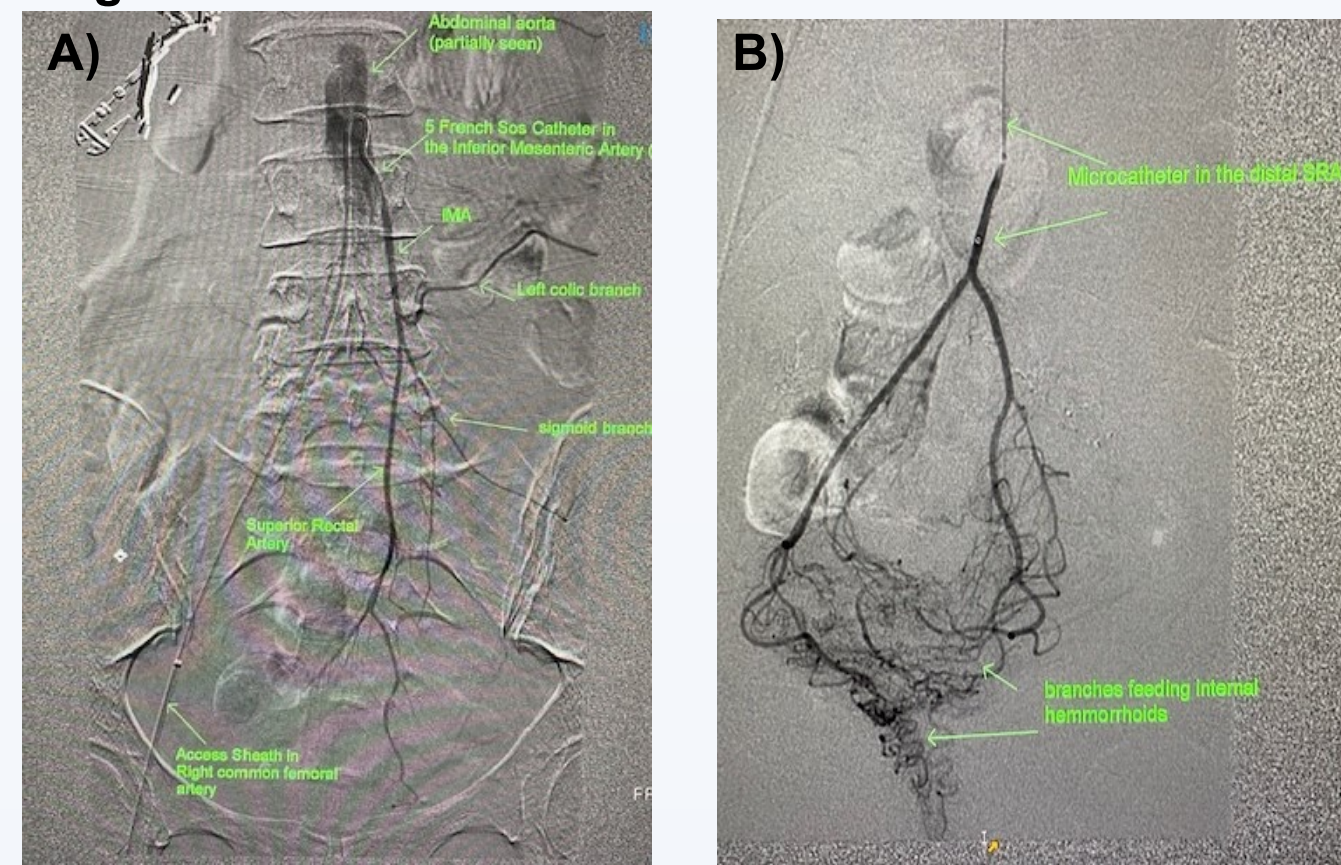 A)
Abdominal aorta
(partially seen)
5 French Sos Catheter in
the Inferior Mesenteric Artery (
IMA
Left colic branch
sigmoid branch
Superior Rectal
Artery
Access Sheath in
Right common femoral
artery
FF
B)
Microcatheter in the distal SRA
branches feeding internal
hemmorrhoids